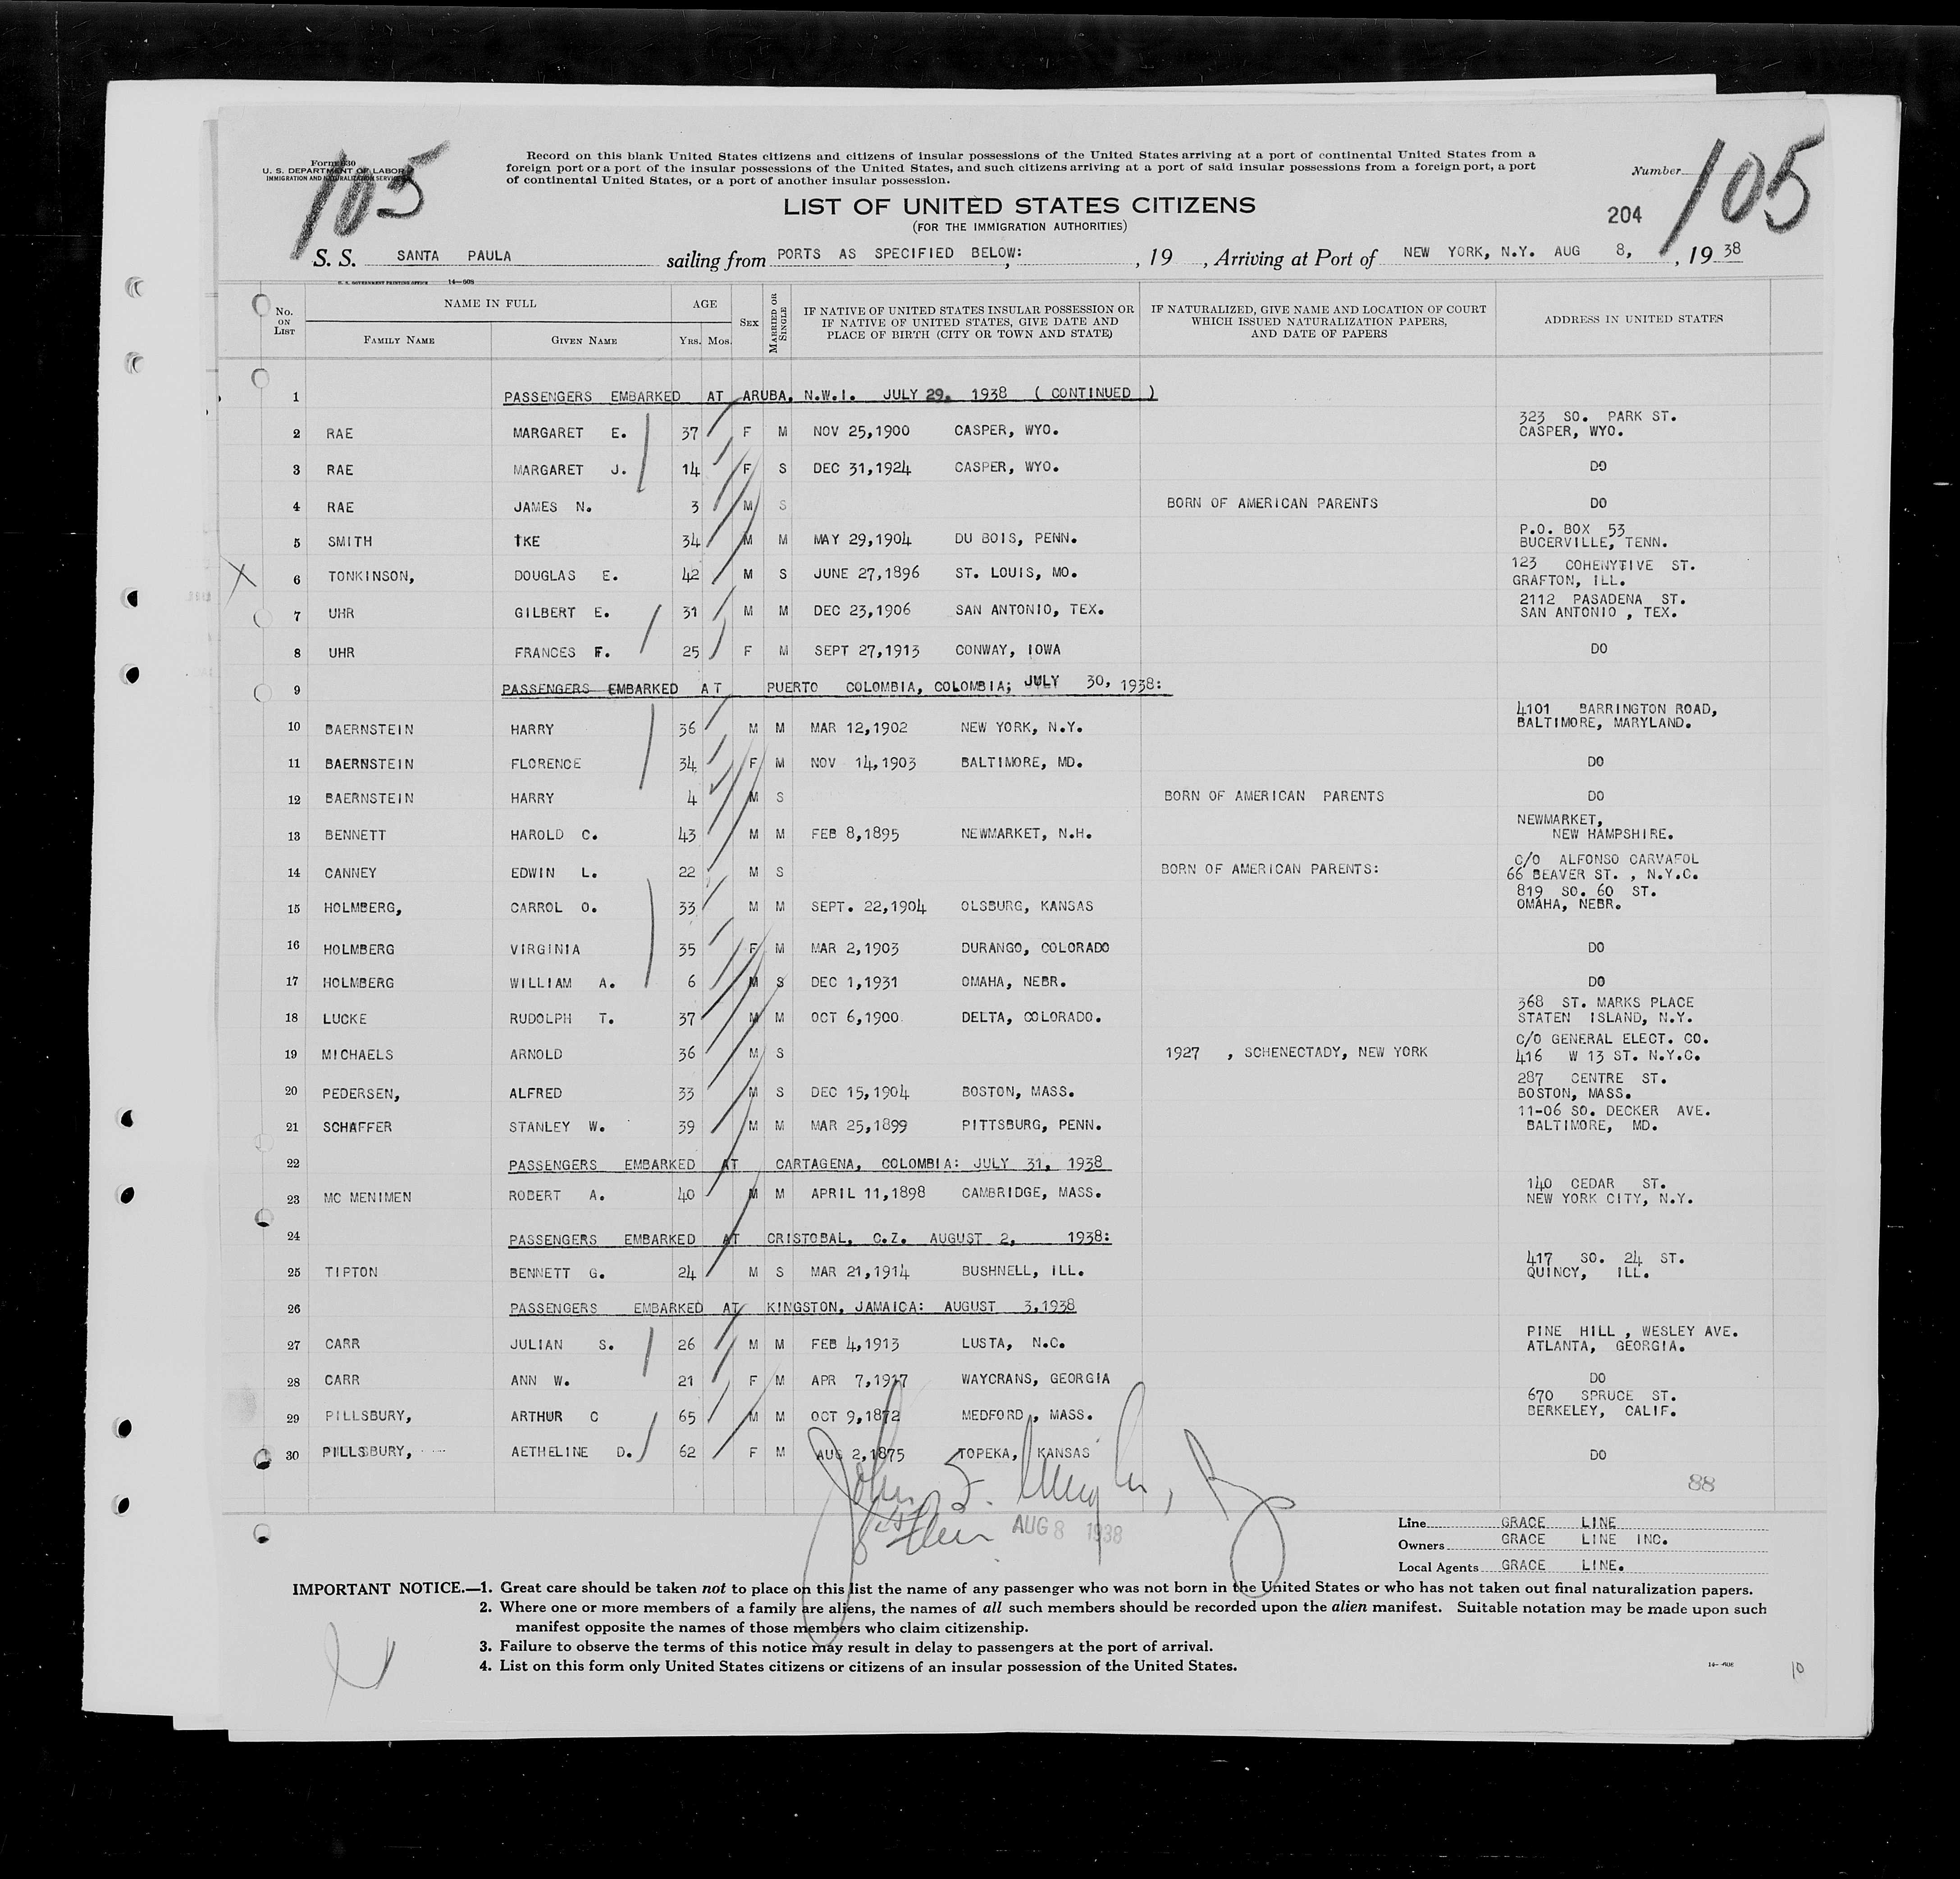 105
Form 630
U. S. DEPARTMENT OF LABOR
IMMIGRATION AND NATURALIZATION SERVICE
Record on this blank United States citizens and citizens of insular possessions of the United States arriving at a port of continental United States from a
foreign port or a port of the insular possessions of the United States, and such citizens arriving at a port of said insular possessions from a foreign port, a port
of continental United States, or a port of another insular possession.
Number
105
LIST OF UNITED STATES CITIZENS
(FOR THE IMMIGRATION AUTHORITIES)
204
S. S. SANTA PAULA sailing from PORTS AS SPECIFIED BELOW: , 19 , Arriving at Port of NEW YORK, N.Y. AUG 8, , 19 38
U. S. GOVERNMENT PRINTING OFFICE 14-608
No. ON LIST
NAME IN FULL
FAMILY NAME
GIVEN NAME
AGE
YRS. MOS.
SEX
MARRIED OR SINGLE
IF NATIVE OF UNITED STATES INSULAR POSSESSION OR
IF NATIVE OF UNITED STATES, GIVE DATE AND
PLACE OF BIRTH (CITY OR TOWN AND STATE)
IF NATURALIZED, GIVE NAME AND LOCATION OF COURT
WHICH ISSUED NATURALIZATION PAPERS,
AND DATE OF PAPERS
ADDRESS IN UNITED STATES
1 PASSENGERS EMBARKED AT ARUBA, N.W.I. JULY 29, 1938 ( CONTINUED )
2 RAE MARGARET E. 37 F M NOV 25,1900 CASPER, WYO. 323 SO. PARK ST.
CASPER, WYO.
3 RAE MARGARET J. 14 F S DEC 31,1924 CASPER, WYO. DO
4 RAE JAMES N. 3 M S BORN OF AMERICAN PARENTS DO
5 SMITH IKE 34 M M MAY 29,1904 DU BOIS, PENN. P.O. BOX 53
BUCERVILLE, TENN.
6 TONKINSON, DOUGLAS E. 42 M S JUNE 27,1896 ST. LOUIS, MO. 123 COHENYTIVE ST.
GRAFTON, ILL.
7 UHR GILBERT E. 31 M M DEC 23,1906 SAN ANTONIO, TEX. 2112 PASADENA ST.
SAN ANTONIO , TEX.
8 UHR FRANCES F. 25 F M SEPT 27,1913 CONWAY, IOWA DO
9 PASSENGERS EMBARKED AT PUERTO COLOMBIA, COLOMBIA; JULY 30, 1938:
10 BAERNSTEIN HARRY 36 M M MAR 12,1902 NEW YORK, N.Y. 4101 BARRINGTON ROAD,
BALTIMORE, MARYLAND.
11 BAERNSTEIN FLORENCE 34 F M NOV 14,1903 BALTIMORE, MD. DO
12 BAERNSTEIN HARRY 4 M S BORN OF AMERICAN PARENTS DO
13 BENNETT HAROLD C. 43 M M FEB 8,1895 NEWMARKET, N.H. NEWMARKET,
NEW HAMPSHIRE.
14 CANNEY EDWIN L. 22 M S BORN OF AMERICAN PARENTS: C/O ALFONSO CARVAFOL
66 BEAVER ST. , N.Y.C.
15 HOLMBERG, CARROL O. 33 M M SEPT. 22,1904 OLSBURG, KANSAS 819 SO. 60 ST.
OMAHA, NEBR.
16 HOLMBERG VIRGINIA 35 F M MAR 2,1903 DURANGO, COLORADO DO
17 HOLMBERG WILLIAM A. 6 M S DEC 1,1931 OMAHA, NEBR. DO
18 LUCKE RUDOLPH T. 37 M M OCT 6,1900 DELTA, COLORADO. 368 ST. MARKS PLACE
STATEN ISLAND, N.Y.
19 MICHAELS ARNOLD 36 M S 1927 , SCHENECTADY, NEW YORK C/O GENERAL ELECT. CO.
416 W 13 ST. N.Y.C.
20 PEDERSEN, ALFRED 33 M S DEC 15,1904 BOSTON, MASS. 287 CENTRE ST.
BOSTON, MASS.
21 SCHAFFER STANLEY W. 39 M M MAR 25,1899 PITTSBURG, PENN. 11-06 SO. DECKER AVE.
BALTIMORE, MD.
22 PASSENGERS EMBARKED AT CARTAGENA, COLOMBIA: JULY 31, 1938
23 MC MENIMEN ROBERT A. 40 M M APRIL 11,1898 CAMBRIDGE, MASS. 140 CEDAR ST.
NEW YORK CITY, N.Y.
24 PASSENGERS EMBARKED AT CRISTOBAL, C.Z. AUGUST 2, 1938:
25 TIPTON BENNETT G. 24 M S MAR 21,1914 BUSHNELL, ILL. 417 SO. 24 ST.
QUINCY, ILL.
26 PASSENGERS EMBARKED AT KINGSTON, JAMAICA: AUGUST 3,1938
27 CARR JULIAN S. 26 M M FEB 4,1913 LUSTA, N.C. PINE HILL , WESLEY AVE.
ATLANTA, GEORGIA.
28 CARR ANN W. 21 F M APR 7,1917 WAYCRANS, GEORGIA DO
29 PILLSBURY, ARTHUR C 65 M M OCT 9,1872 MEDFORD , MASS. 670 SPRUCE ST.
BERKELEY, CALIF.
30 PILLSBURY, AETHELINE D. 62 F M AUG 2,1875 TOPEKA, KANSAS DO
88
John
AUG 8 1938
Line GRACE LINE
Owners GRACE LINE INC.
Local Agents GRACE LINE.
IMPORTANT NOTICE.—1. Great care should be taken not to place on this list the name of any passenger who was not born in the United States or who has not taken out final naturalization papers.
2. Where one or more members of a family are aliens, the names of all such members should be recorded upon the alien manifest. Suitable notation may be made upon such
manifest opposite the names of those members who claim citizenship.
3. Failure to observe the terms of this notice may result in delay to passengers at the port of arrival.
4. List on this form only United States citizens or citizens of an insular possession of the United States.
10